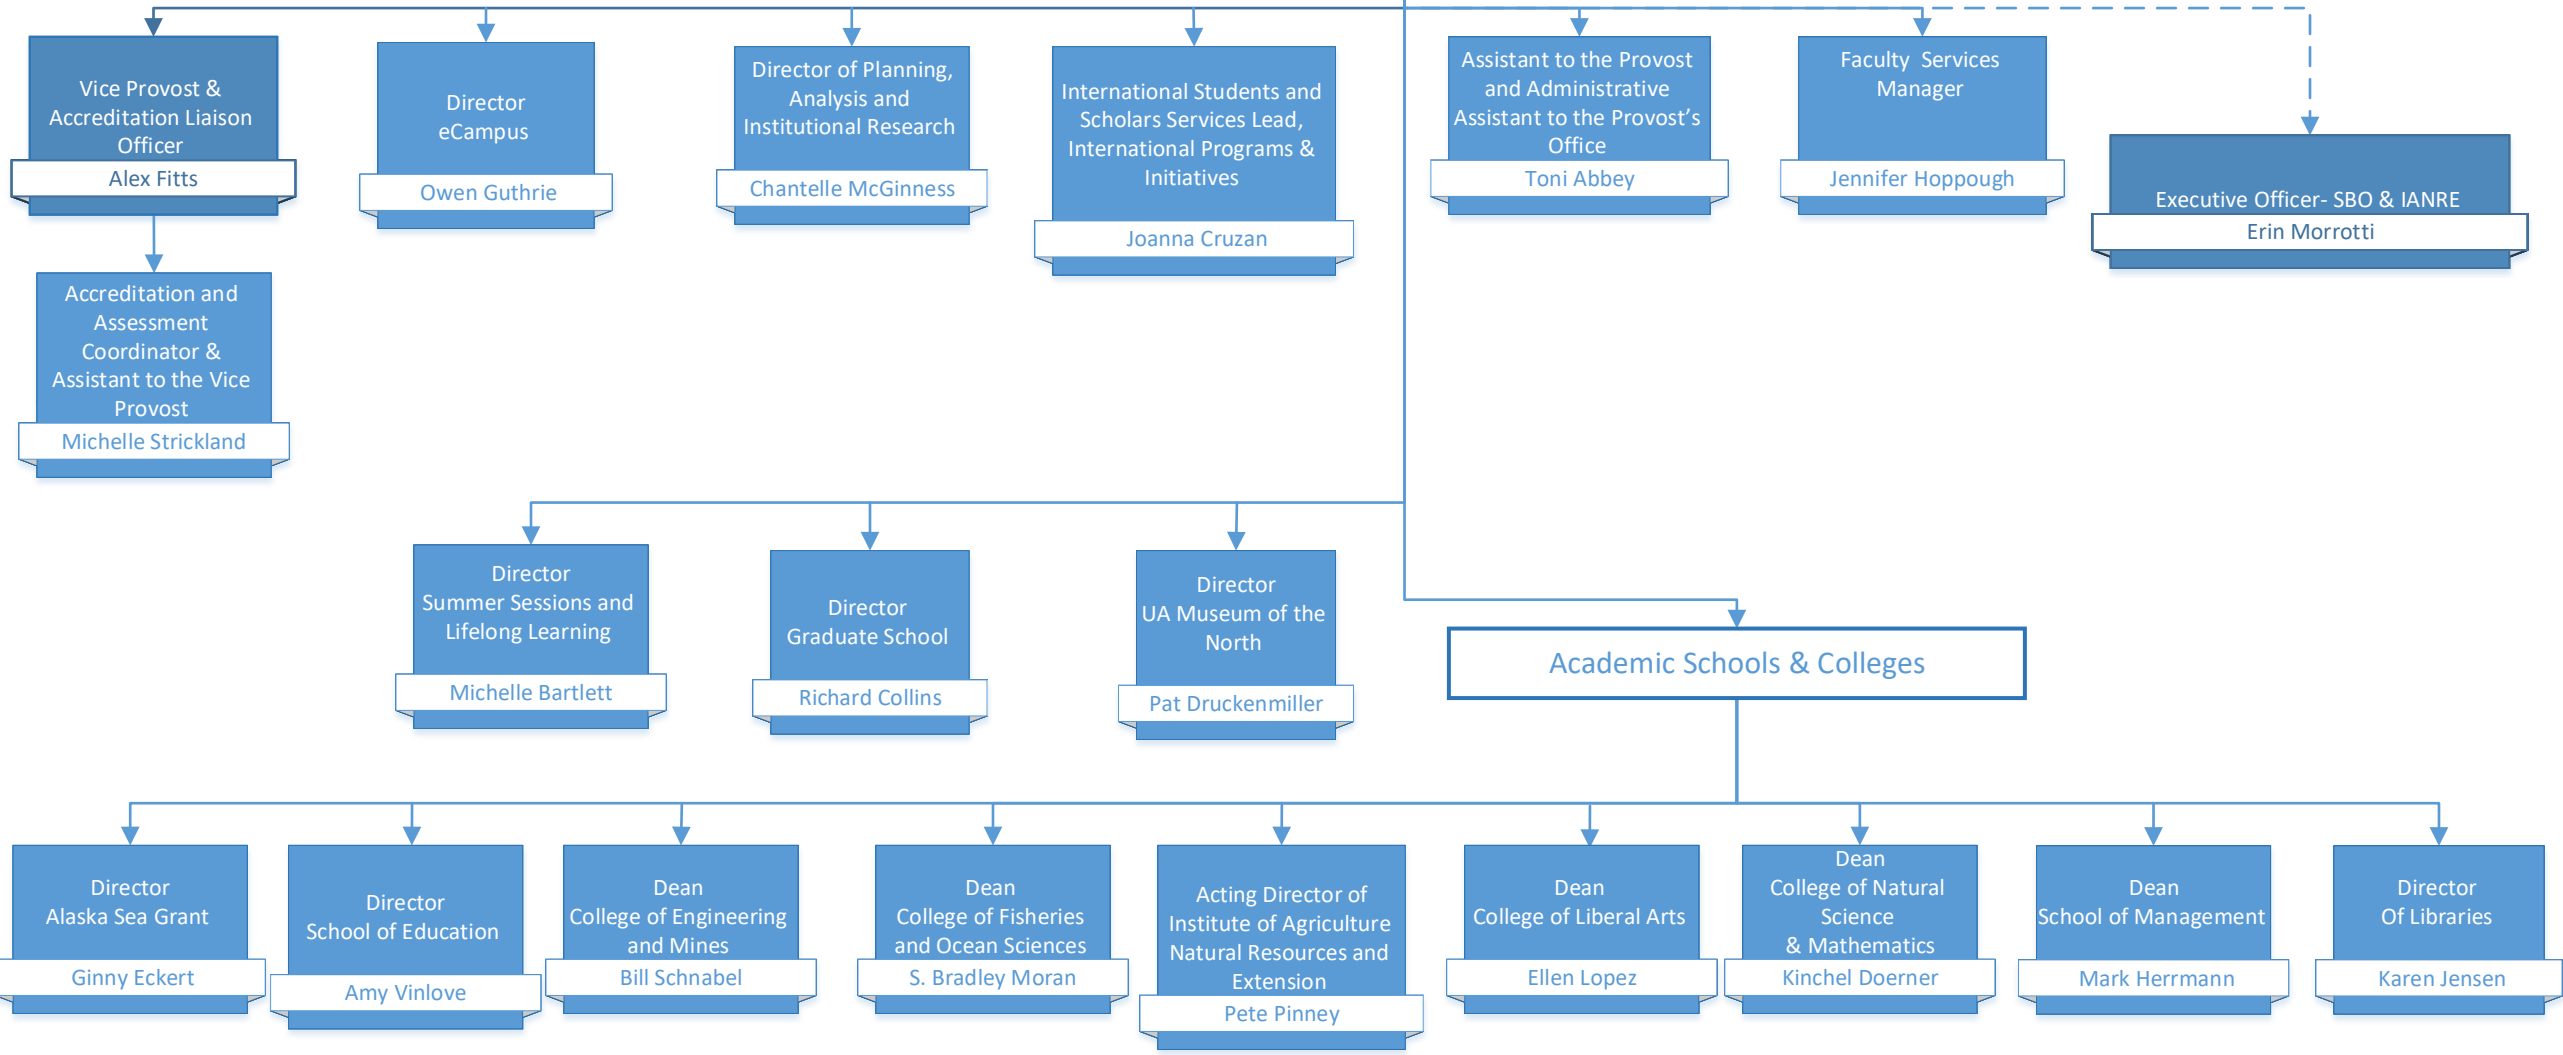 Vice Provost &
Accreditation Liaison
Officer
Alex Fitts
Director
eCampus
Owen Guthrie
Director of Planning,
Analysis and
Institutional Research
Chantelle McGinness
International Students and
Scholars Services Lead,
International Programs &
Initiatives
Joanna Cruzan
Assistant to the Provost
and Administrative
Assistant to the Provost’s
Office
Toni Abbey
Faculty  Services
Manager
Jennifer Hoppough
Executive Officer- SBO & IANRE
Erin Morrotti
Accreditation and
Assessment
Coordinator &
Assistant to the Vice
Provost
Michelle Strickland
Director
Summer Sessions and
Lifelong Learning
Michelle Bartlett
Director
Graduate School
Richard Collins
Director
UA Museum of the
North
Pat Druckenmiller
Academic Schools & Colleges
Director
Alaska Sea Grant
Ginny Eckert
Director
School of Education
Amy Vinlove
Dean
College of Engineering
and Mines
Bill Schnabel
Dean
College of Fisheries
and Ocean Sciences
S. Bradley Moran
Acting Director of
Institute of Agriculture
Natural Resources and
Extension
Pete Pinney
Dean
College of Liberal Arts
Ellen Lopez
Dean
College of Natural
Science
& Mathematics
Kinchel Doerner
Dean
School of Management
Mark Herrmann
Director
Of Libraries
Karen Jensen